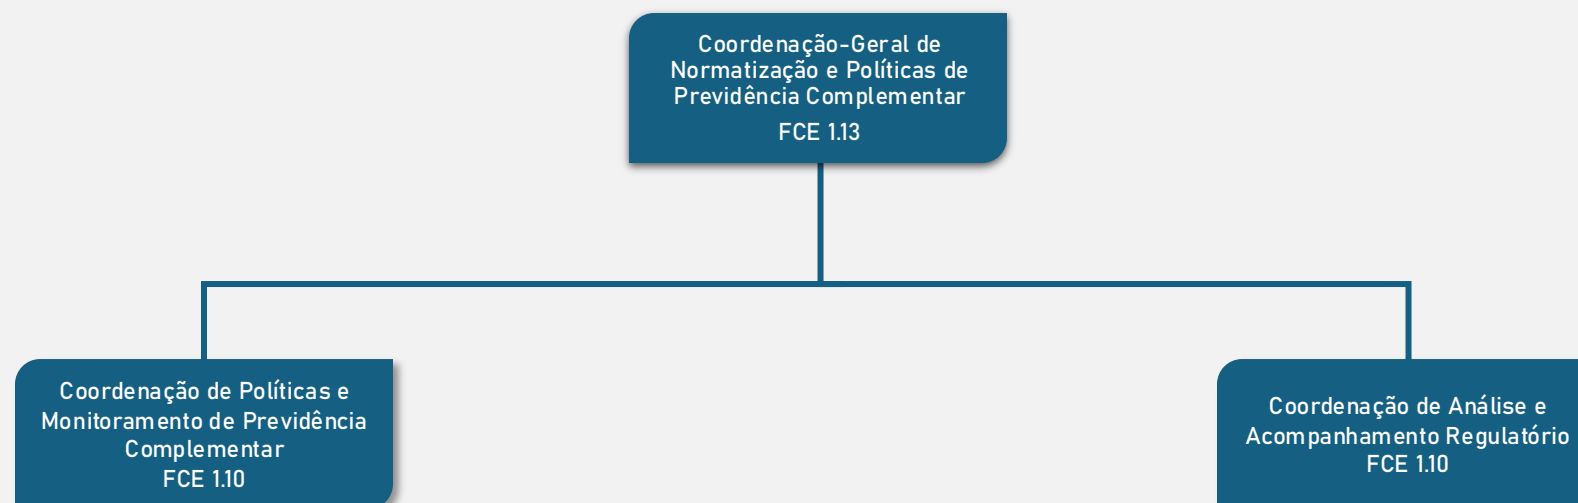 Coordenação-Geral de
Normatização e Políticas de
Previdência Complementar
FCE 1.13
Coordenação de Políticas e
Monitoramento de Previdência
Complementar
FCE 1.10
Coordenação de Análise e
Acompanhamento Regulatório
FCE 1.10